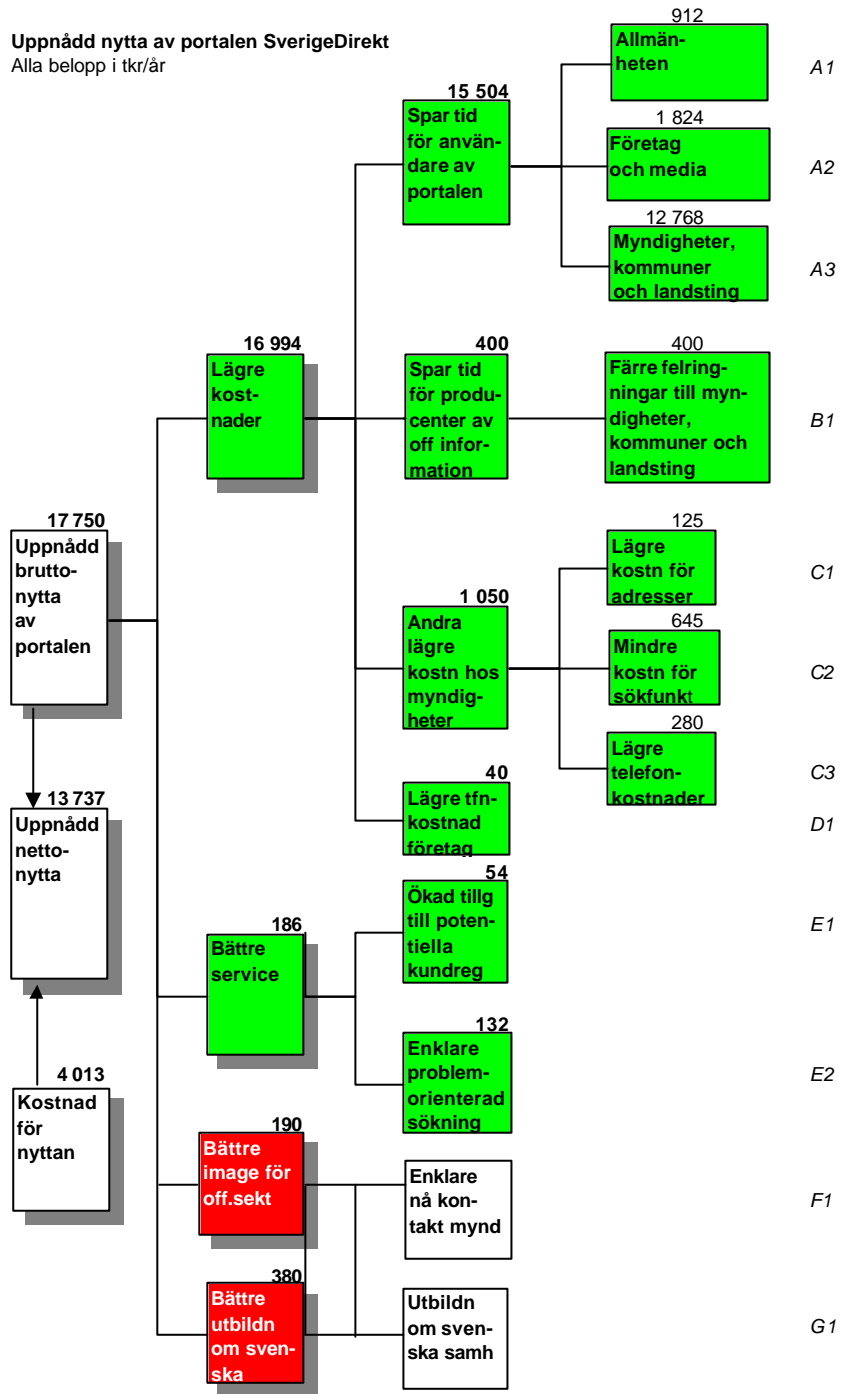 Uppnådd nytta av portalen SverigeDirekt
Alla belopp i tkr/år
912
Allmän-
heten
A1
15 504
Spar tid
för använ-
dare av
portalen
1 824
Företag
och media
A2
12 768
Myndigheter,
kommuner
och landsting
A3
16 994
Lägre
kost-
nader
400
Spar tid
för produ-
center av
off infor-
mation
400
Färre felring-
ningar till myn-
digheter,
kommuner och
landsting
B1
17 750
Uppnådd
brutto-
nytta
av
portalen
125
Lägre
kostn för
adresser
C1
1 050
Andra
lägre
kostn hos
myndig-
heter
645
Mindre
kostn för
sökfunkt
C2
280
Lägre
telefon-
kostnader
C3
13 737
Uppnådd
netto-
nytta
40
Lägre tfn-
kostnad
företag
D1
186
Bättre
service
54
Ökad tillg
till poten-
tiella
kundreg
E1
132
Enklare
problem-
orienterad
sökning
E2
4 013
Kostnad
för
nyttan
190
Bättre
image för
off.sekt
Enklare
nå kon-
takt mynd
F1
380
Bättre
utbildn
om sven-
ska
Utbildn
om sven-
ska samh
G1